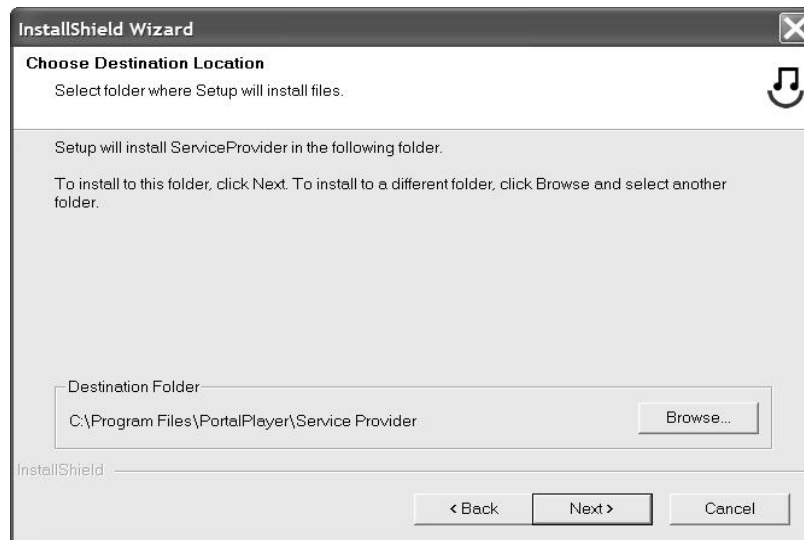 InstallShield Wizard
Choose Destination Location
Select folder where Setup will install files.
Setup will install ServiceProvider in the following folder.
To install to this folder, click Next. To install to a different folder, click Browse and select another
folder.
Destination Folder
C:\Program Files\PortalPlayer\Service Provider
Browse...
InstallShield
< Back
Next >
Cancel